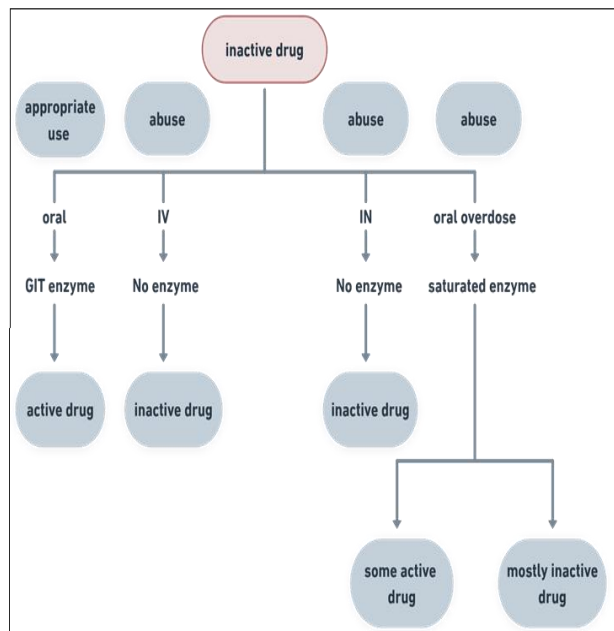 inactive drug
appropriate
use
abuse
abuse
abuse
oral
IV
IN
oral overdose
GIT enzyme
No enzyme
No enzyme
saturated enzyme
active drug
inactive drug
inactive drug
some active
drug
mostly inactive
drug